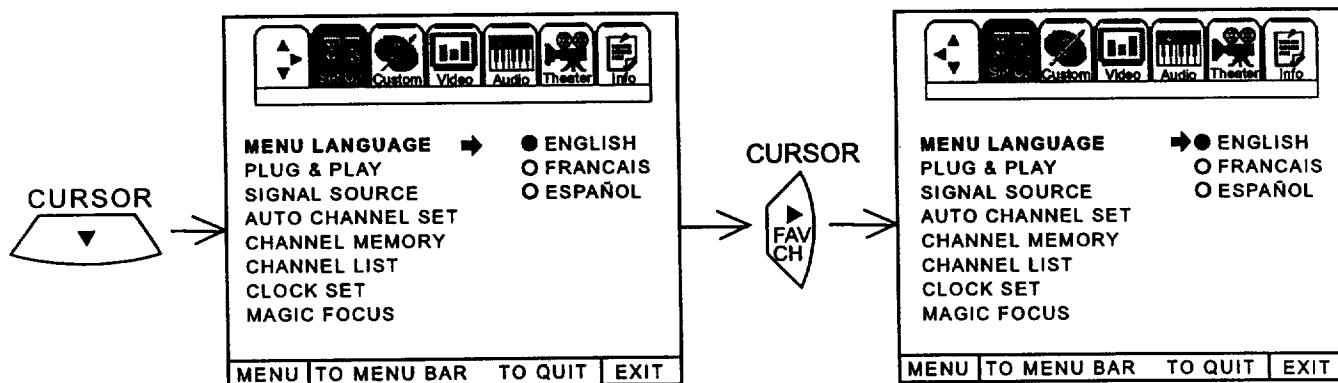 CURSOR
SET UP Custom Video Audio Theater Info
MENU LANGUAGE ENGLISH
PLUG & PLAY FRANCAIS
SIGNAL SOURCE ESPAÑOL
AUTO CHANNEL SET
CHANNEL MEMORY
CHANNEL LIST
CLOCK SET
MAGIC FOCUS
MENU TO MENU BAR TO QUIT EXIT
CURSOR
FAV
CH
Custom Video Audio Theater Info
MENU LANGUAGE ENGLISH
PLUG & PLAY FRANCAIS
SIGNAL SOURCE ESPAÑOL
AUTO CHANNEL SET
CHANNEL MEMORY
CHANNEL LIST
CLOCK SET
MAGIC FOCUS
MENU TO MENU BAR TO QUIT EXIT